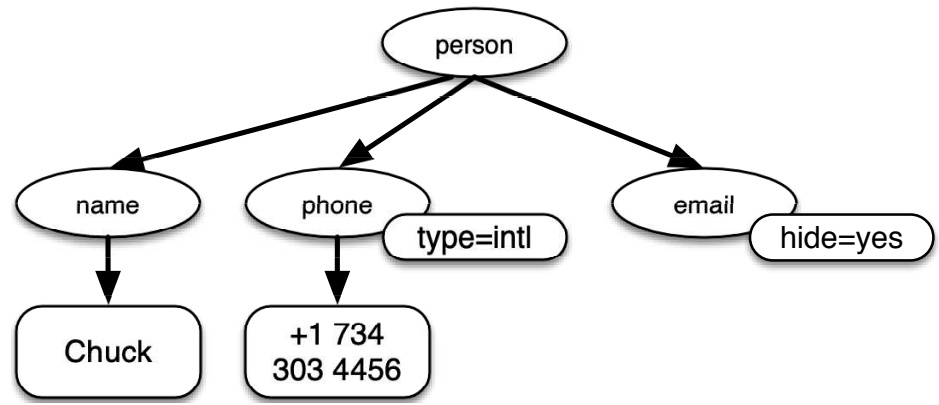 person
name
phone
email
type=intl
hide=yes
Chuck
+1 734
303 4456